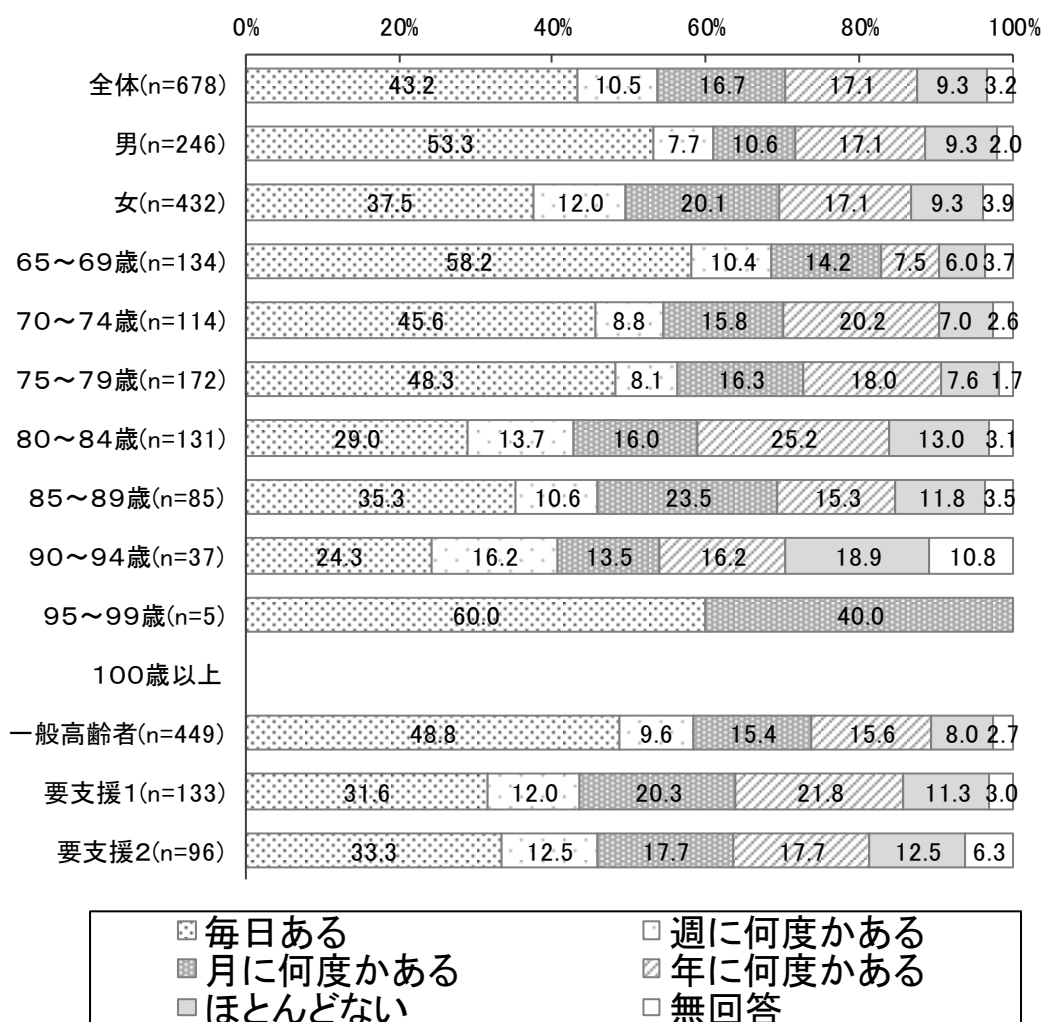 0% 20% 40% 60% 80% 100%
全体(n=678) 43.2 10.5 16.7 17.1 9.3 3.2
男(n=246) 53.3 7.7 10.6 17.1 9.3 2.0
女(n=432) 37.5 12.0 20.1 17.1 9.3 3.9
65～69歳(n=134) 58.2 10.4 14.2 7.5 6.0 3.7
70～74歳(n=114) 45.6 8.8 15.8 20.2 7.0 2.6
75～79歳(n=172) 48.3 8.1 16.3 18.0 7.6 1.7
80～84歳(n=131) 29.0 13.7 16.0 25.2 13.0 3.1
85～89歳(n=85) 35.3 10.6 23.5 15.3 11.8 3.5
90～94歳(n=37) 24.3 16.2 13.5 16.2 18.9 10.8
95～99歳(n=5) 60.0 40.0
100歳以上
一般高齢者(n=449) 48.8 9.6 15.4 15.6 8.0 2.7
要支援1(n=133) 31.6 12.0 20.3 21.8 11.3 3.0
要支援2(n=96) 33.3 12.5 17.7 17.7 12.5 6.3
毎日ある 週に何度かある
月に何度かある 年に何度かある
ほとんどない 無回答